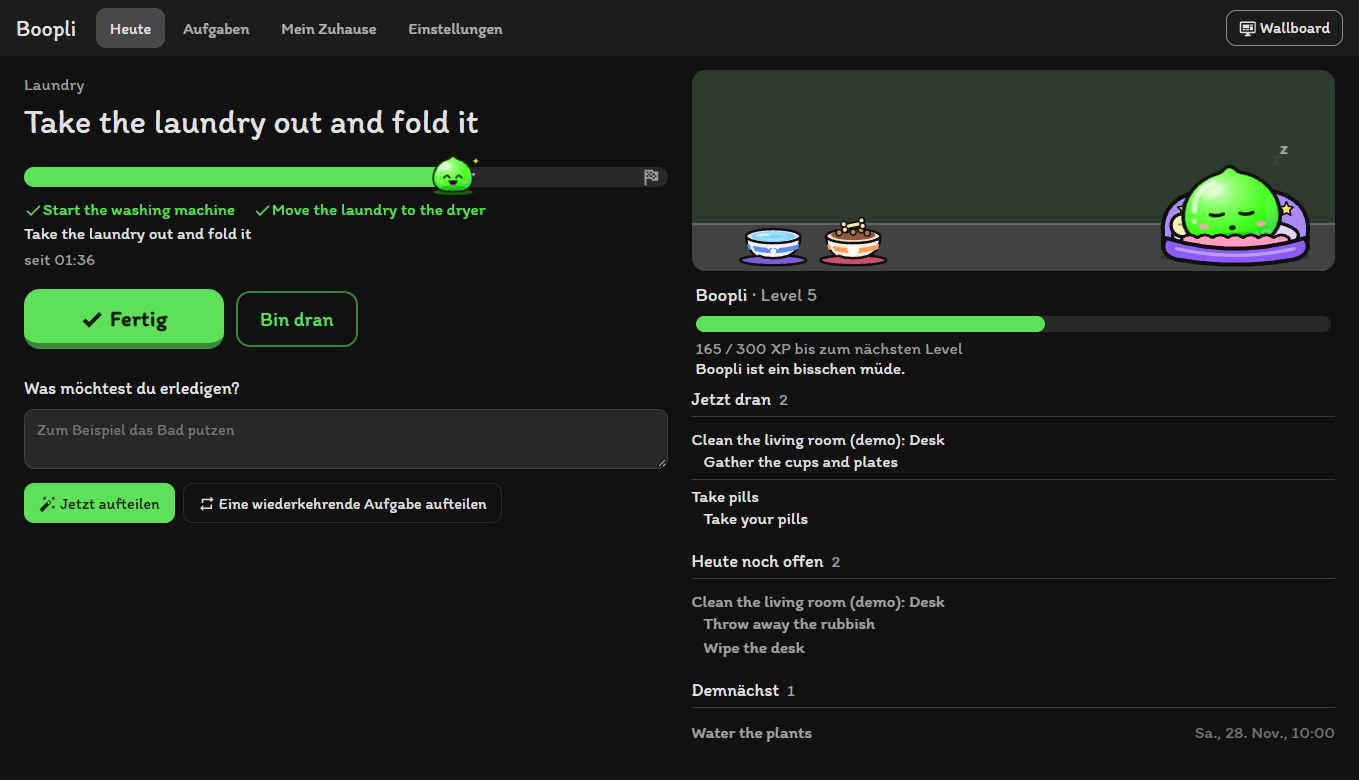 Boopli
Heute
Aufgaben
Mein Zuhause
Einstellungen
Wallboard
Laundry
Take the laundry out and fold it
Start the washing machine
Move the laundry to the dryer
Take the laundry out and fold it
seit 01:36
Fertig
Bin dran
Was möchtest du erledigen?
Zum Beispiel das Bad putzen
Jetzt aufteilen
Eine wiederkehrende Aufgabe aufteilen
z
z
Boopli · Level 5
165 / 300 XP bis zum nächsten Level
Boopli ist ein bisschen müde.
Jetzt dran 2
Clean the living room (demo): Desk
Gather the cups and plates
Take pills
Take your pills
Heute noch offen 2
Clean the living room (demo): Desk
Throw away the rubbish
Wipe the desk
Demnächst 1
Water the plants
Sa., 28. Nov., 10:00